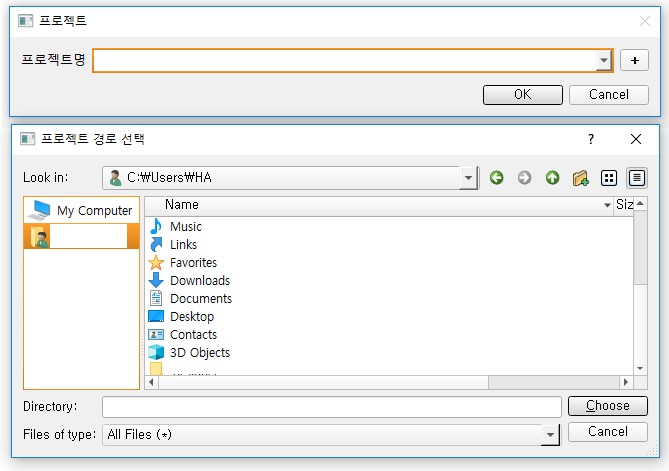 프로젝트
프로젝트명
+
OK Cancel
프로젝트 경로 선택 ?
Look in: C:₩Users₩HA
My Computer
Name Siz
Music
Links
Favorites
Downloads
Documents
Desktop
Contacts
3D Objects
Directory: Choose
Files of type: All Files (*) Cancel